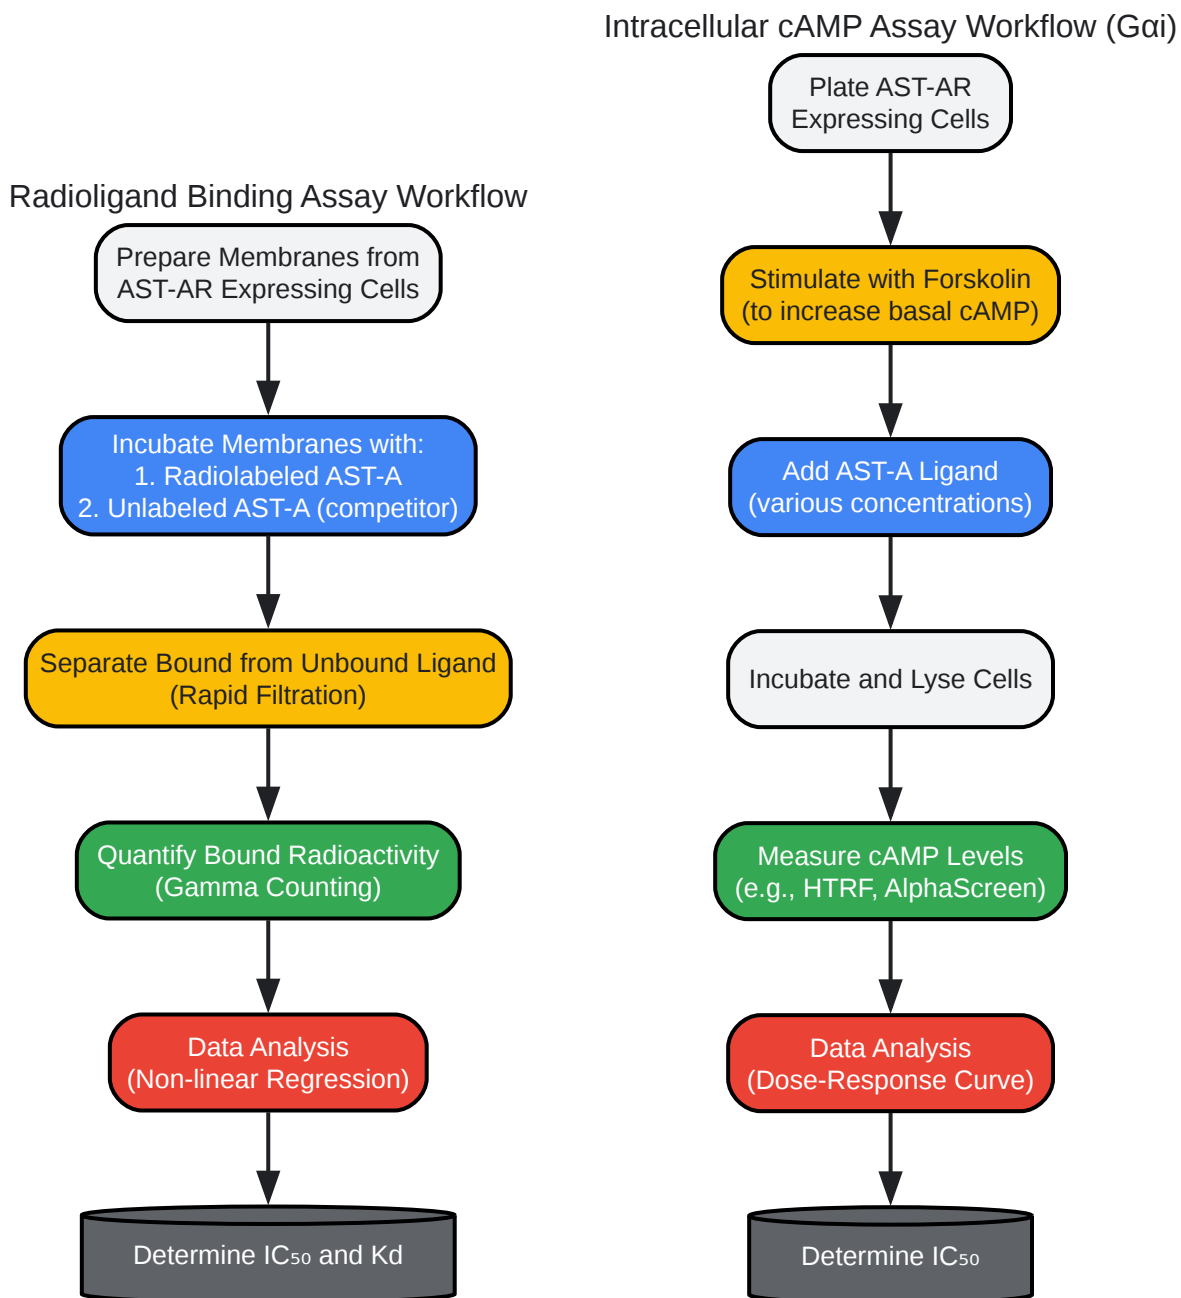 Radioligand Binding Assay Workflow
Prepare Membranes from
AST-AR Expressing Cells
Incubate Membranes with:
1. Radiolabeled AST-A
2. Unlabeled AST-A (competitor)
Separate Bound from Unbound Ligand
(Rapid Filtration)
Quantify Bound Radioactivity
(Gamma Counting)
Data Analysis
(Non-linear Regression)
Determine IC₅₀ and Kd
Intracellular cAMP Assay Workflow (Gαi)
Plate AST-AR
Expressing Cells
Stimulate with Forskolin
(to increase basal cAMP)
Add AST-A Ligand
(various concentrations)
Incubate and Lyse Cells
Measure cAMP Levels
(e.g., HTRF, AlphaScreen)
Data Analysis
(Dose-Response Curve)
Determine IC₅₀